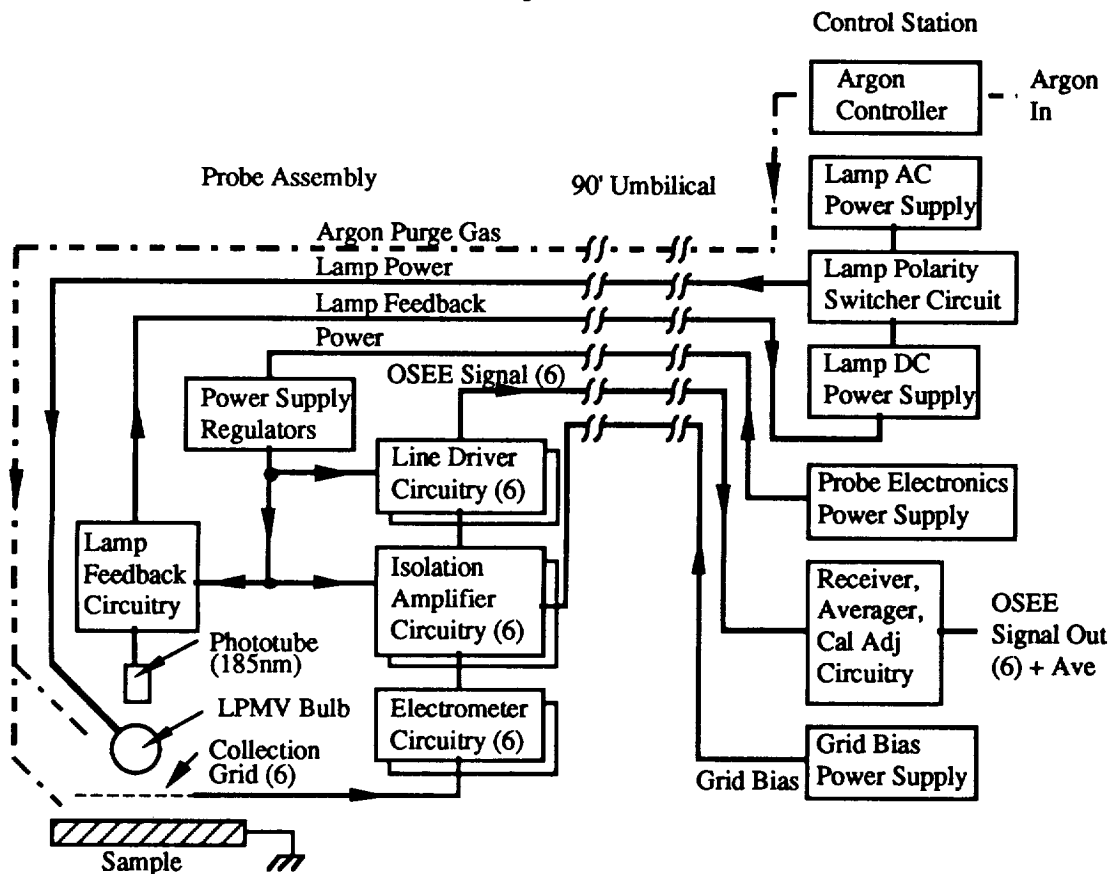 Control Station
Argon
Controller
Argon
In
Probe Assembly
90' Umbilical
Lamp AC
Power Supply
Argon Purge Gas
Lamp Power
Lamp Polarity
Switcher Circuit
Lamp Feedback
Power
OSEE Signal (6)
Lamp DC
Power Supply
Power Supply
Regulators
Line Driver
Circuitry (6)
Probe Electronics
Power Supply
Lamp
Feedback
Circuitry
Isolation
Amplifier
Circuitry (6)
Receiver,
Averager,
Cal Adj
Circuitry
OSEE
Signal Out
(6) + Ave
Phototube
(185nm)
LPMV Bulb
Electrometer
Circuitry (6)
Collection
Grid (6)
Grid Bias
Grid Bias
Power Supply
Sample